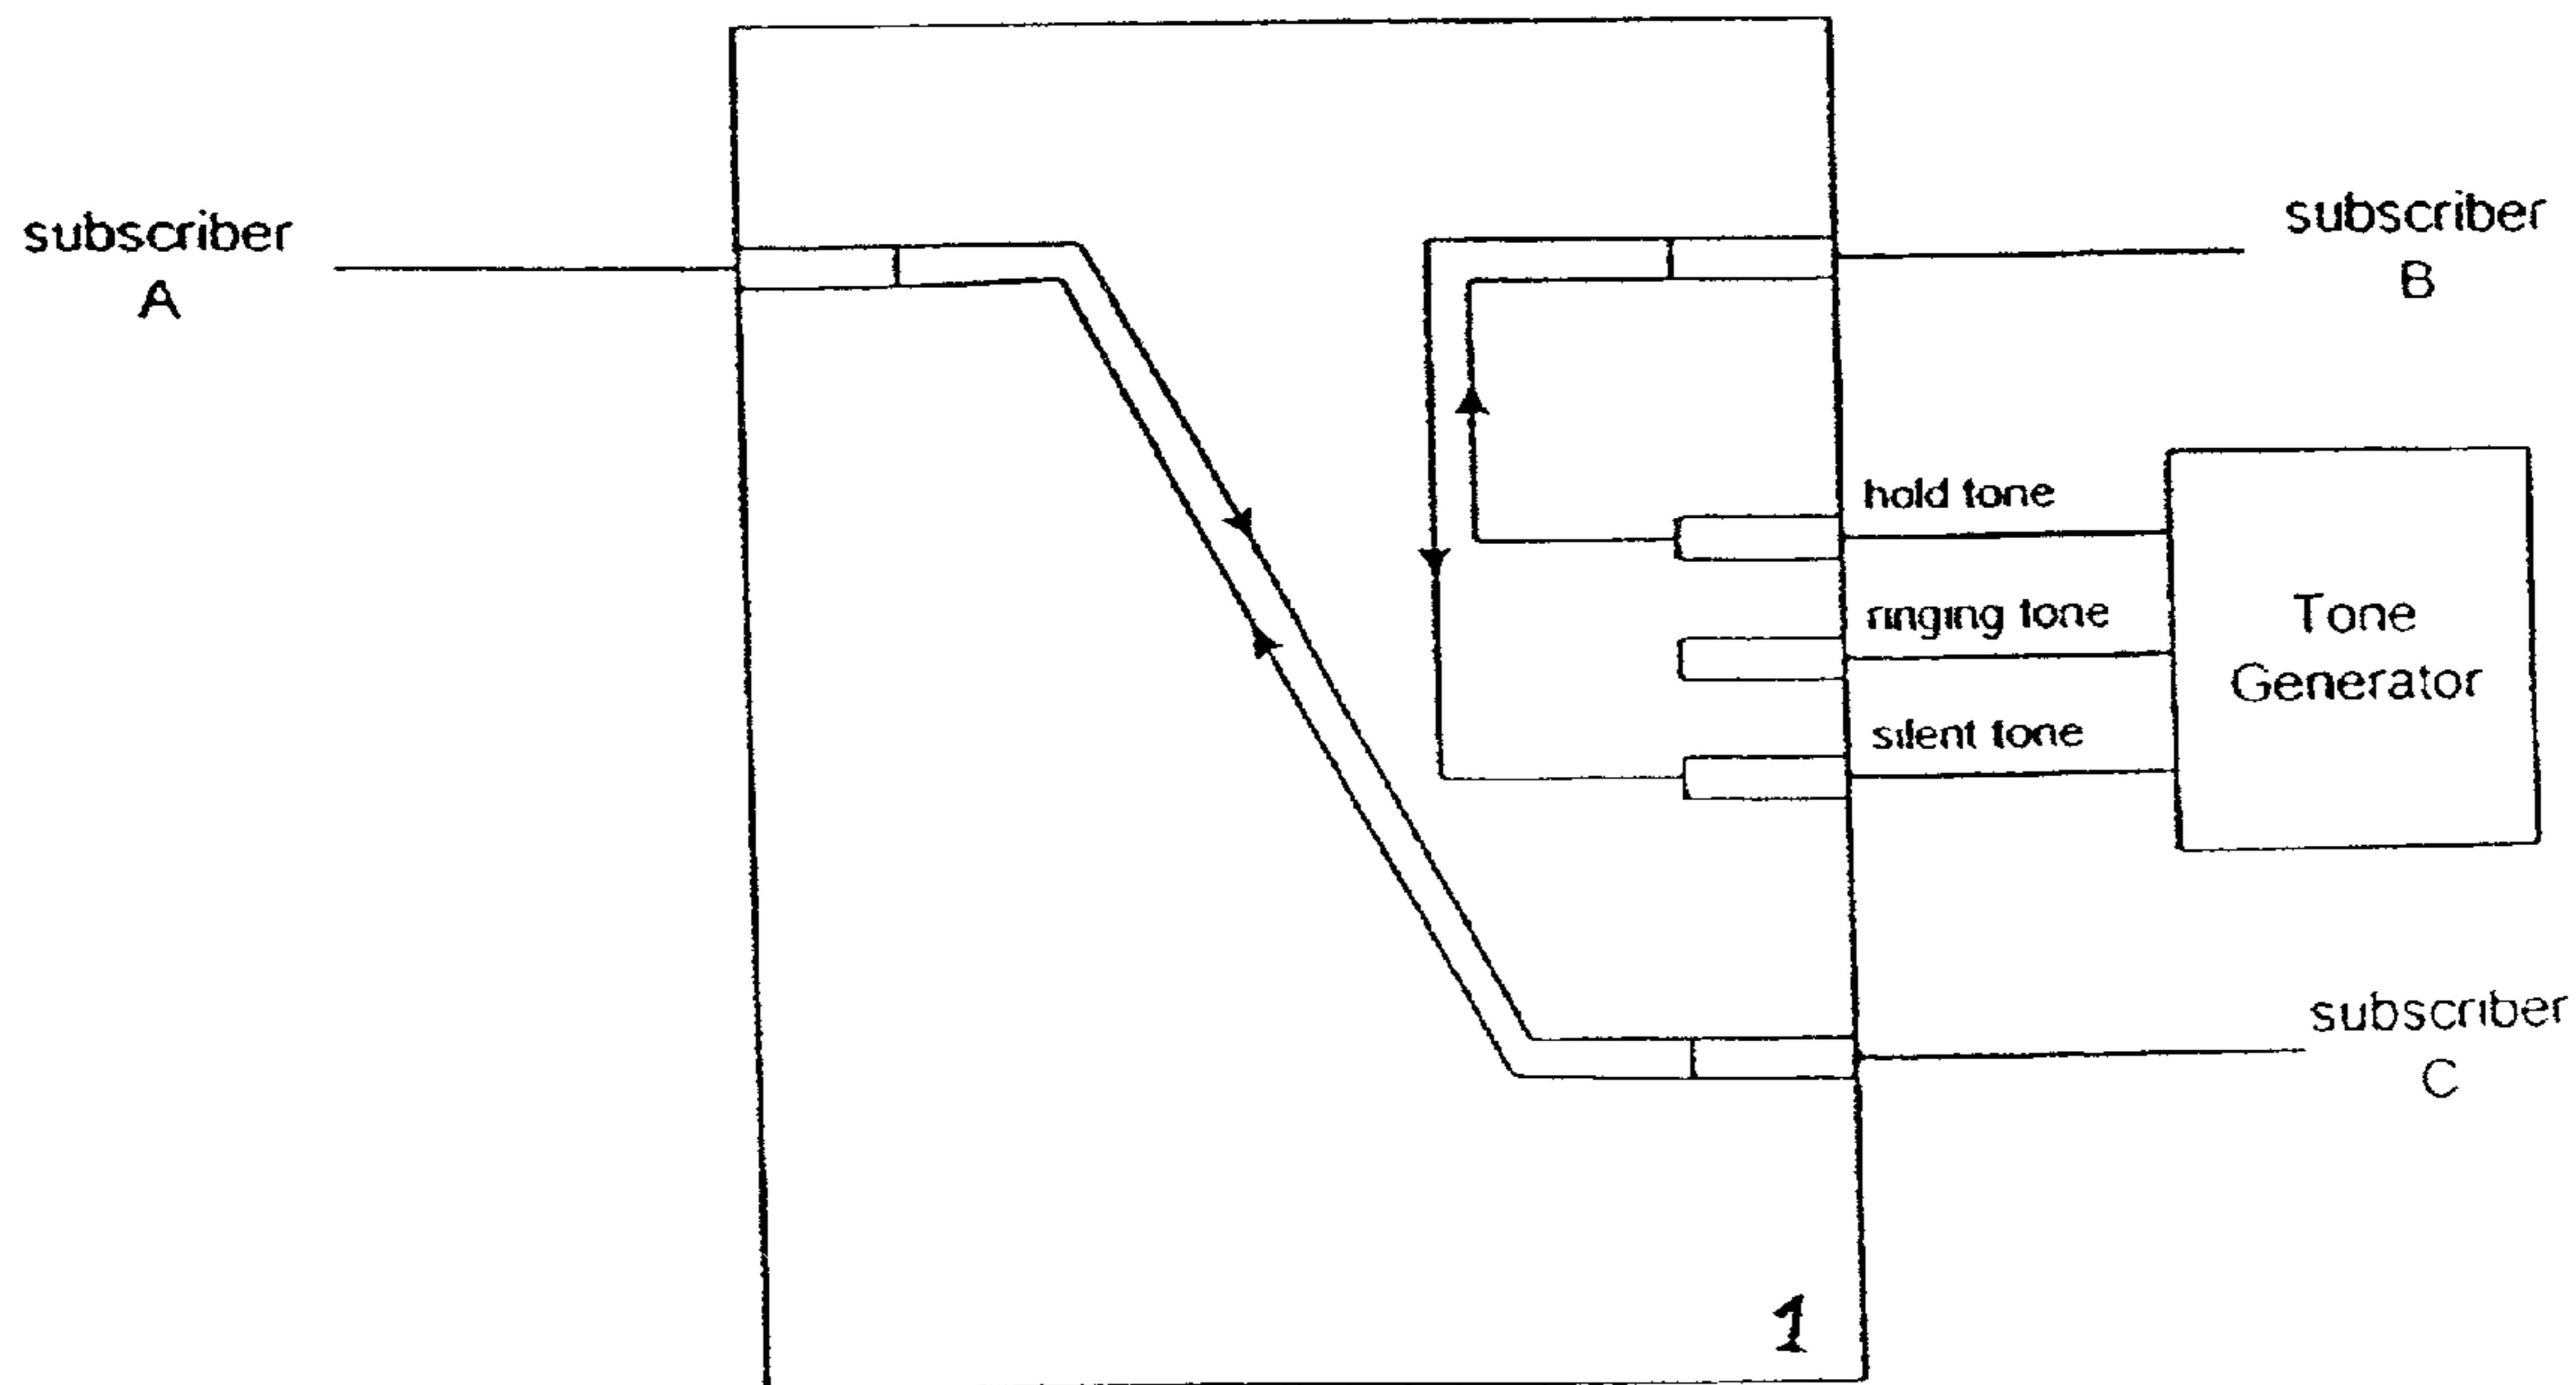 subscriber
A
subscriber
B
hold tone
ringing tone
silent tone
Tone
Generator
subscriber
C
1